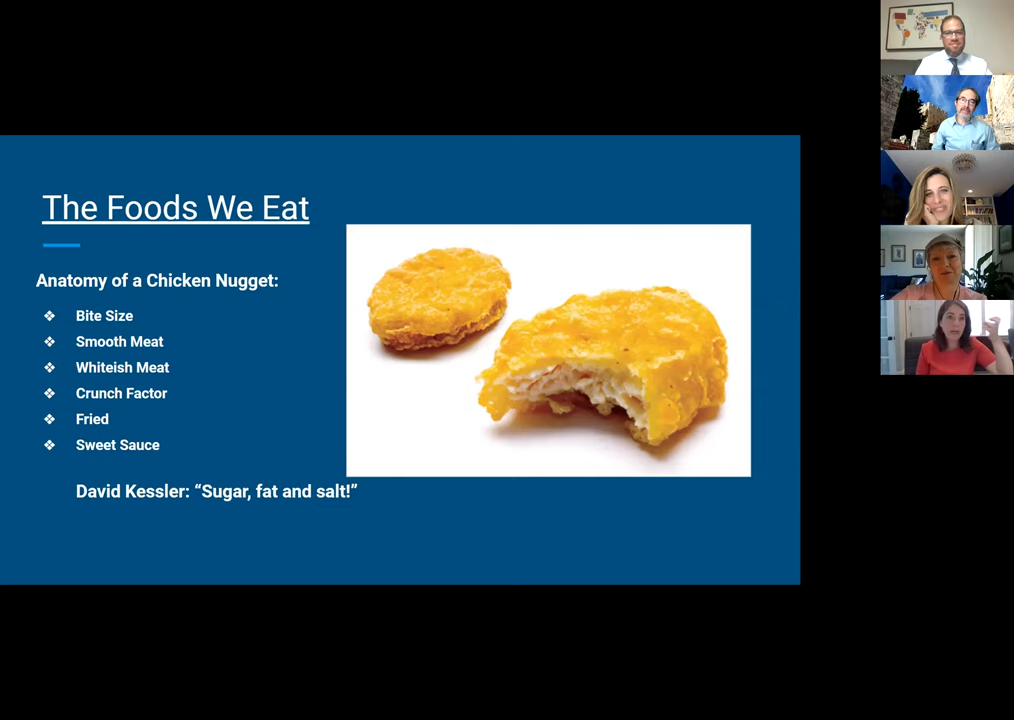 The Foods We Eat
Anatomy of a Chicken Nugget:
❖ Bite Size
❖ Smooth Meat
❖ Whiteish Meat
❖ Crunch Factor
❖ Fried
❖ Sweet Sauce
David Kessler: “Sugar, fat and salt!”